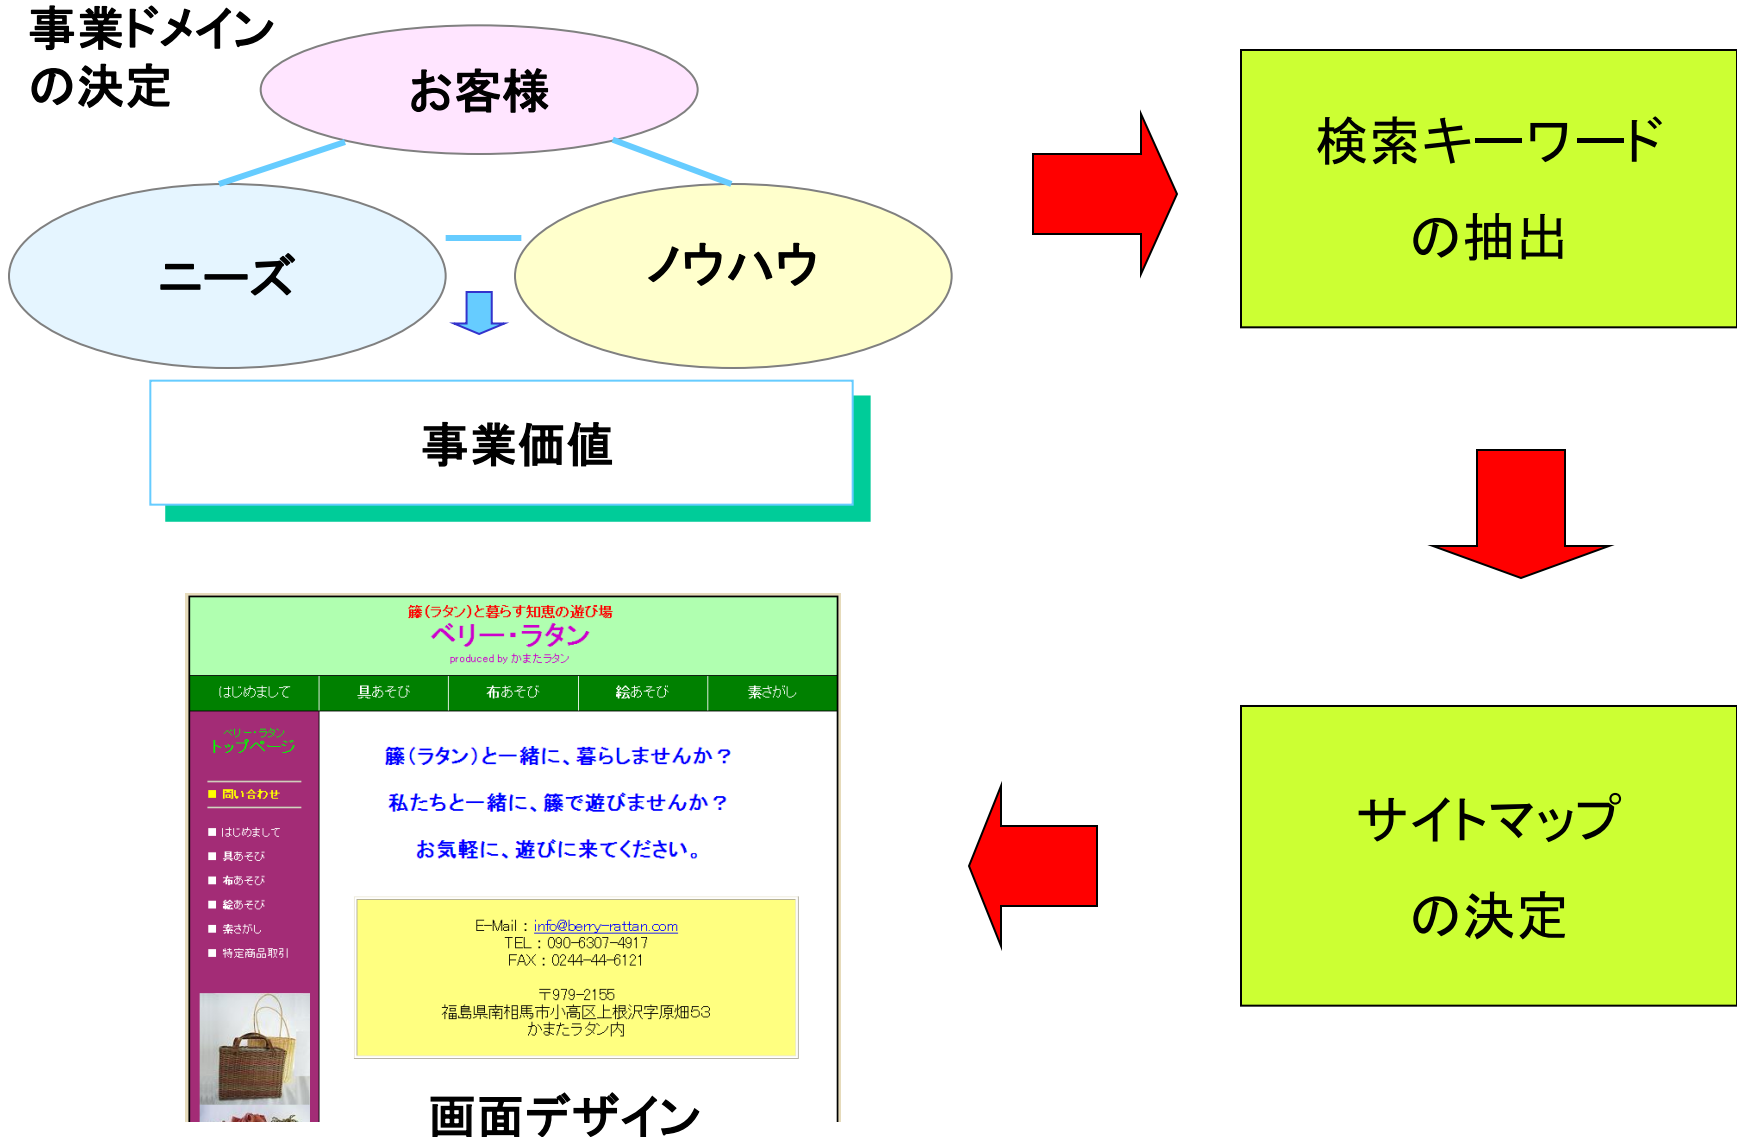 事業ドメイン
の決定
お客様
ニーズ
ノウハウ
事業価値
検索キーワード
の抽出
サイトマップ
の決定
籐(ラタン)と暮らす知恵の遊び場
ベリー・ラタン
produced by かまたラタン
はじめまして
具あそび
布あそび
絵あそび
素さがし
ベリー・ラタン
トップページ
■ 問い合わせ
■ はじめまして
■ 具あそび
■ 布あそび
■ 絵あそび
■ 素さがし
■ 特定商品取引
籐(ラタン)と一緒に、暮らしませんか?
私たちと一緒に、籐で遊びませんか?
お気軽に、遊びに来てください。
E-Mail : info@berry-rattan.com
TEL : 090-6307-4917
FAX : 0244-44-6121
〒979-2155
福島県南相馬市小高区上根沢字原畑53
かまたラタン内
画面デザイン